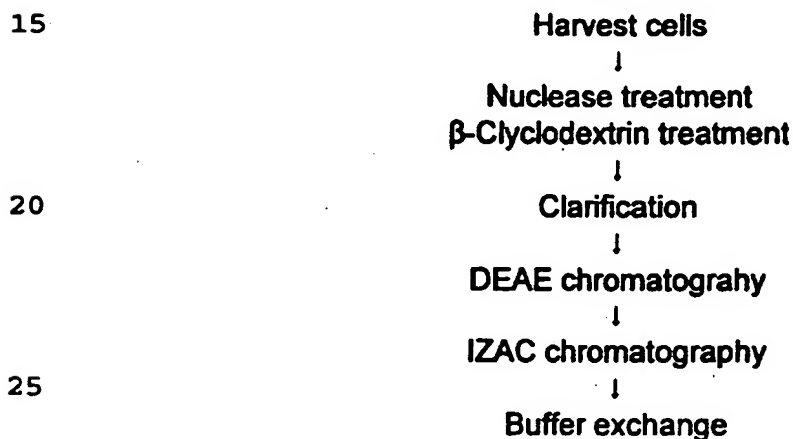 15 Harvest cells
↓
Nuclease treatment
β-Clyclodextrin treatment
↓
20 Clarification
↓
DEAE chromatograhy
↓
IZAC chromatography
25 ↓
Buffer exchange